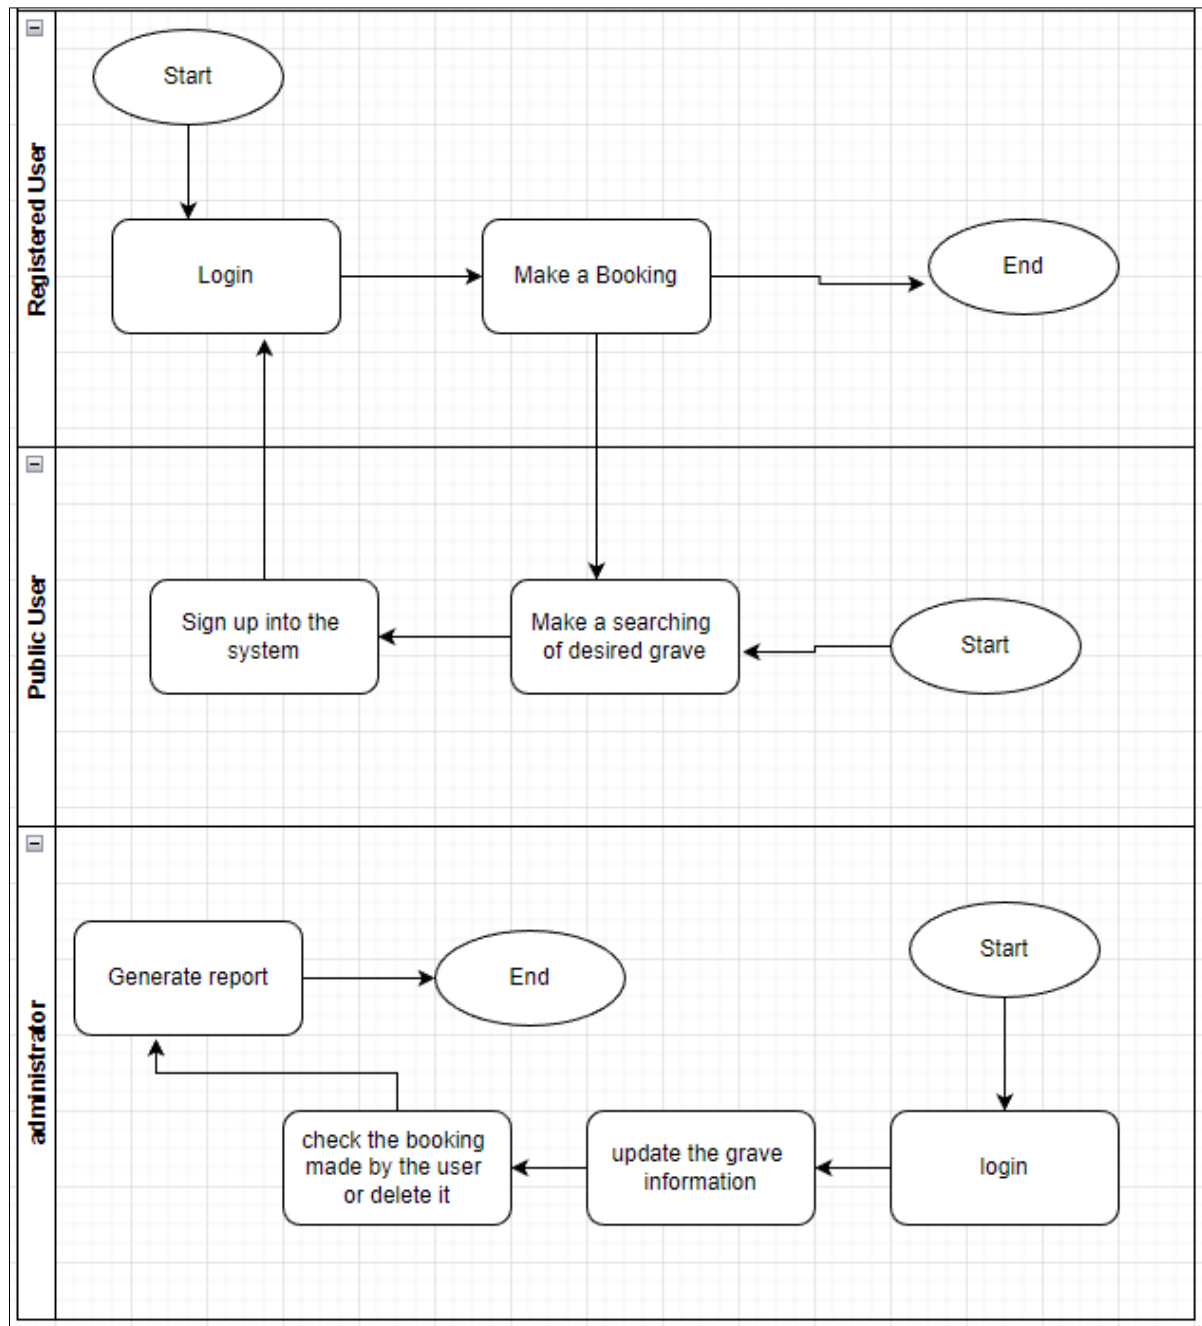 Registered User
Start
Login
Make a Booking
End
Public User
Sign up into the
system
Make a searching
of desired grave
Start
administrator
Generate report
End
Start
check the booking
made by the user
or delete it
update the grave
information
login